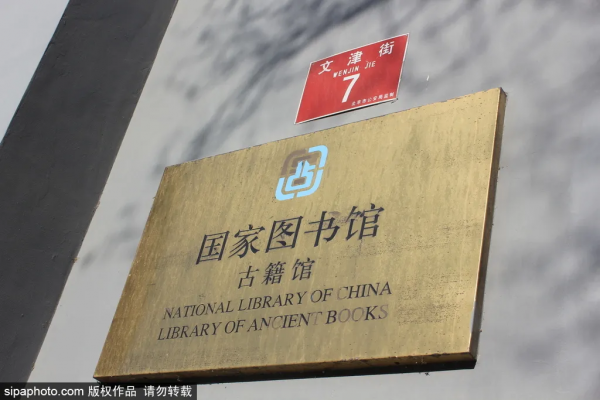 文津街
WENJIN JIE
7
国家图书馆
古籍馆
NATIONAL LIBRARY OF CHINA
LIBRARY OF ANCIENT BOOKS
sipaphoto.com 版权作品 请勿转载